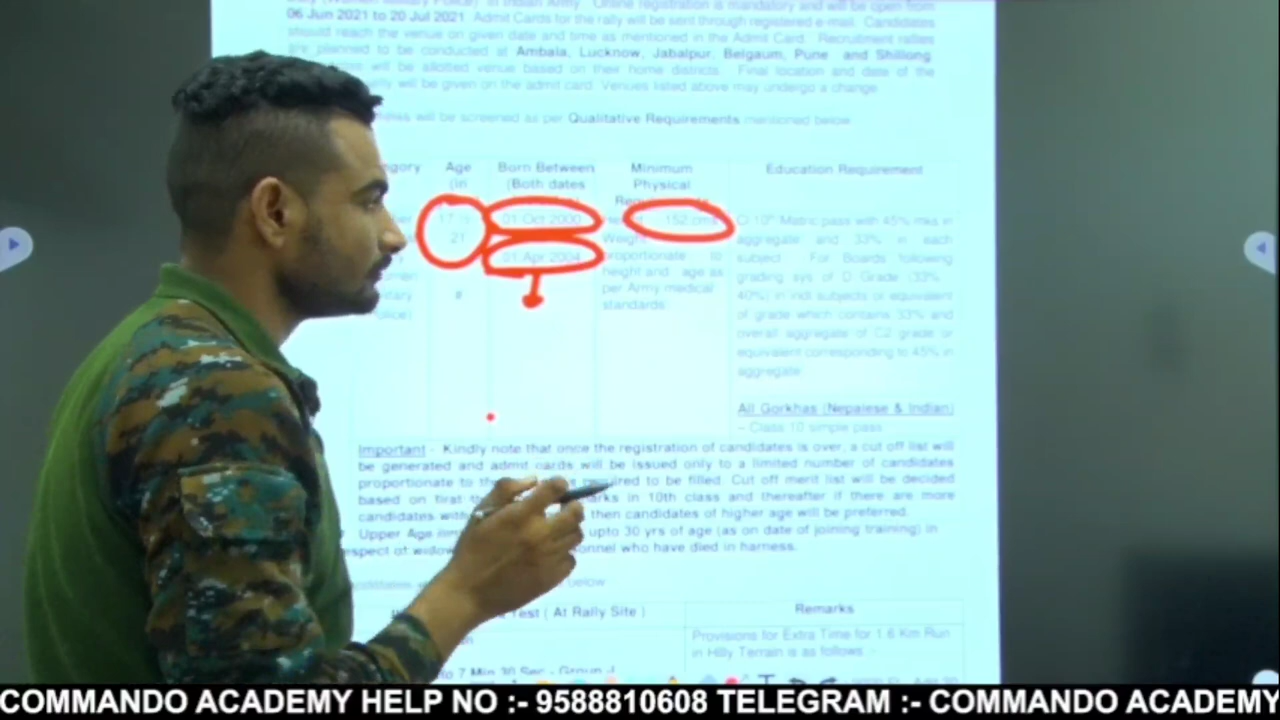 06 Jun 2021 to 20 Jul 2021. Admit Cards for the rally will be sent through registered e-mail. Candidates
should reach the venue on given date and time as mentioned in the Admit Card. Recruitment rallies
are planned to be conducted at Ambala, Lucknow, Jabalpur, Belgaum, Pune and Shillong.
will be allotted venue based on their home districts. Final location and date of the
will be given on the admit card. Venues listed above may undergo a change.
will be screened as per Qualitative Requirements mentioned below
Age Born Between Minimum Education Requirement
(In (Both dates Physical
01 Oct 2000 152 cms 10th Matric pass with 45% mks in
21 Weight aggregate and 33% in each
01 Apr 2004 proportionate to subject. For Boards following
height and age as grading sys of D Grade (33%
# per Army medical 40%) in indl subjects or equivalent
standards of grade which contains 33% and
overall aggregate of C2 grade or
equivalent corresponding to 45% in
aggregate
All Gorkhas (Nepalese & Indian)
– Class 10 simple pass
Important - Kindly note that once the registration of candidates is over, a cut off list will
be generated and admit cards will be issued only to a limited number of candidates
proportionate to the required to be filled. Cut off merit list will be decided
based on first marks in 10th class and thereafter if there are more
candidates with then candidates of higher age will be preferred.
Upper Age upto 30 yrs of age (as on date of joining training) in
respect of who have died in harness.
below
Test ( At Rally Site ) Remarks
Provisions for Extra Time for 1.6 Km Run
in Hilly Terrain is as follows :-
7 Min 30 Sec - Group -I
COMMANDO ACADEMY HELP NO :- 9588810608 TELEGRAM :- COMMANDO ACADEMY